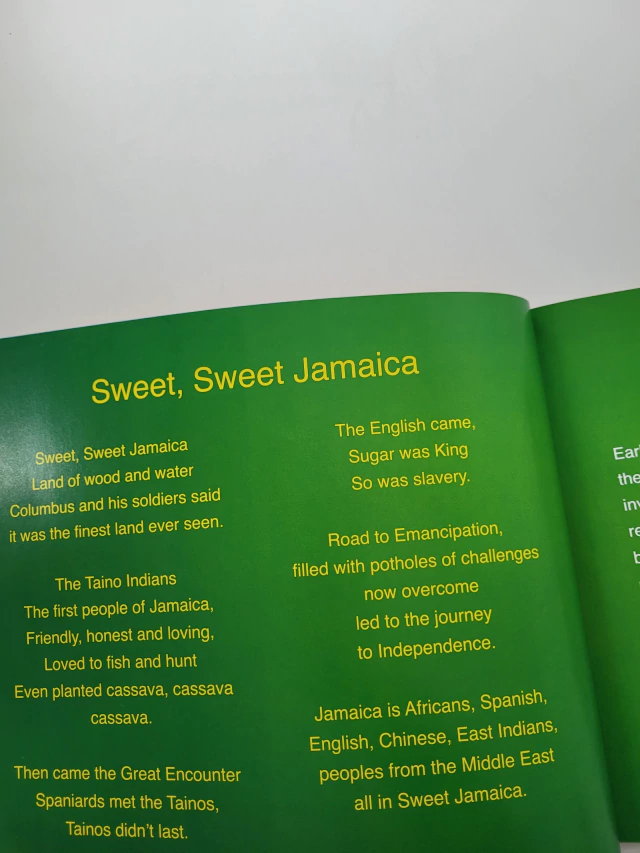 Sweet, Sweet Jamaica
Sweet, Sweet Jamaica
Land of wood and water
Columbus and his soldiers said
it was the finest land ever seen.
The Taino Indians
The first people of Jamaica,
Friendly, honest and loving,
Loved to fish and hunt
Even planted cassava, cassava
cassava.
Then came the Great Encounter
Spaniards met the Tainos,
Tainos didn't last.
The English came,
Sugar was King
So was slavery.
Road to Emancipation,
filled with potholes of challenges
now overcome
led to the journey
to Independence.
Jamaica is Africans, Spanish,
English, Chinese, East Indians,
peoples from the Middle East
all in Sweet Jamaica.